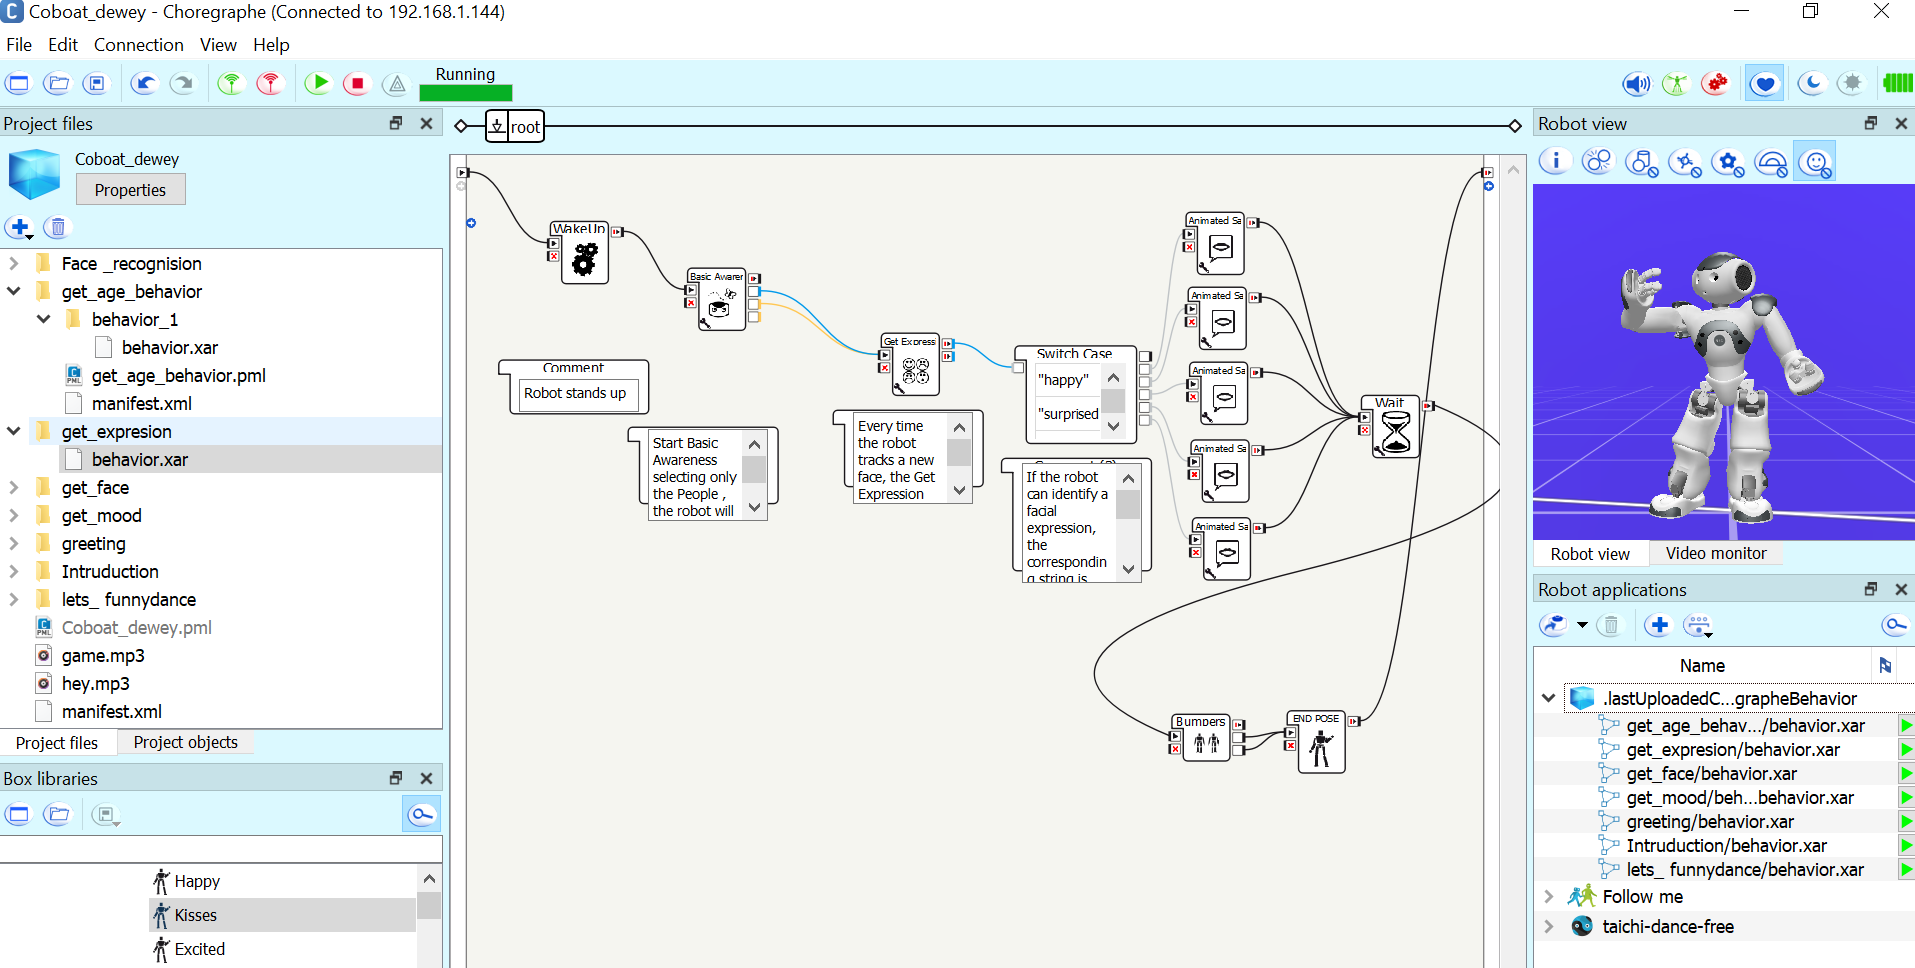 Coboat_dewey - Choregraphe (Connected to 192.168.1.144)
File Edit Connection View Help
Running
Project files
Coboat_dewey
Properties
Face _recognision
get_age_behavior
behavior_1
behavior.xar
get_age_behavior.pml
manifest.xml
get_expresion
behavior.xar
get_face
get_mood
greeting
Intruduction
lets_ funnydance
Coboat_dewey.pml
game.mp3
hey.mp3
manifest.xml
Project files Project objects
Box libraries
Happy
Kisses
Excited
root
WakeUp
Basic Awarer
Get Express
Switch Case
"happy"
"surprised
Animated Sa
Animated Sa
Animated Sa
Animated Sa
Animated Sa
Wait
Comment
Robot stands up
Start Basic
Awareness
selecting only
the People ,
the robot will
Every time
the robot
tracks a new
face, the Get
Expression
If the robot
can identify a
facial
expression,
the
correspondin
g string is
Bumpers
END POSE
Robot view
Robot view Video monitor
Robot applications
Name
.lastUploadedC...grapheBehavior
get_age_behav.../behavior.xar
get_expresion/behavior.xar
get_face/behavior.xar
get_mood/beh...behavior.xar
greeting/behavior.xar
Intruduction/behavior.xar
lets_ funnydance/behavior.xar
Follow me
taichi-dance-free